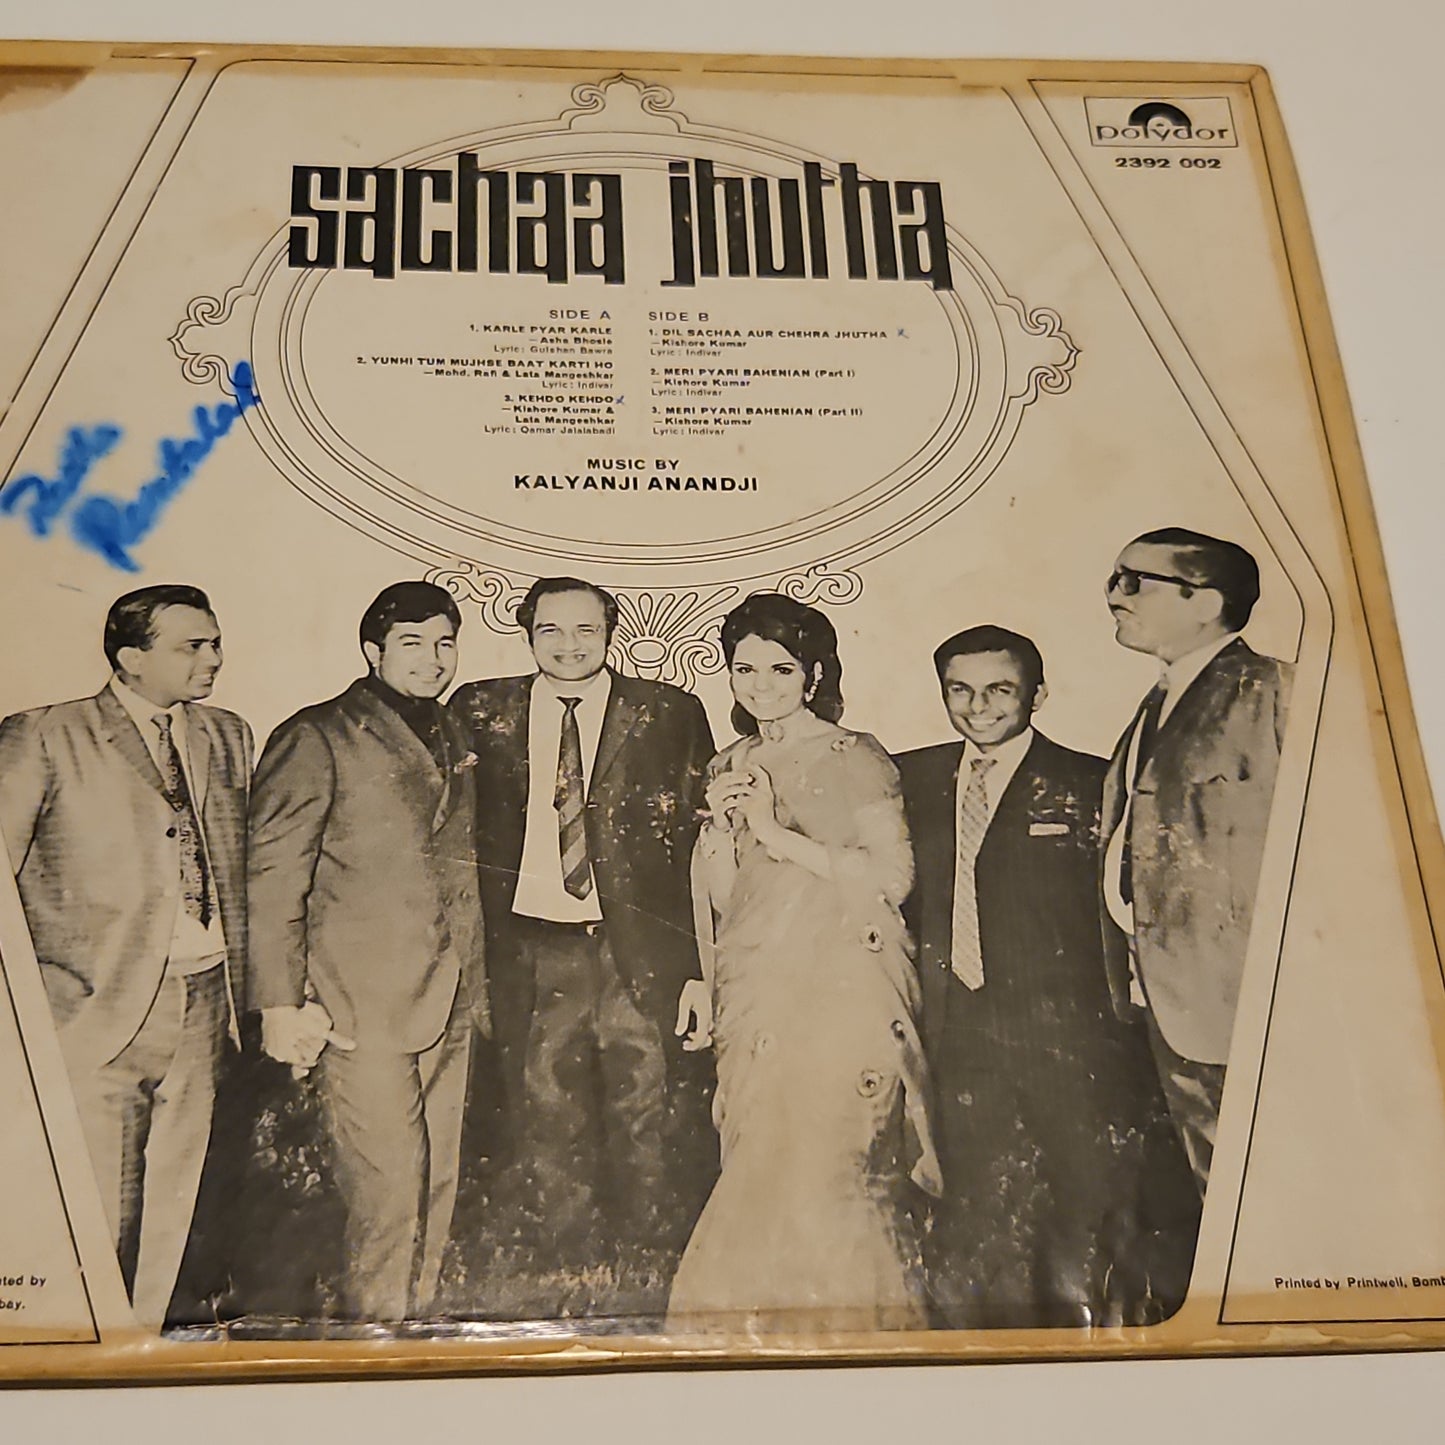 polydor
2392 002
sachaa jhutha
SIDE A
1. KARLE PYAR KARLE
—Asha Bhosle
Lyric: Gulshan Bawra
2. YUNHI TUM MUJHSE BAAT KARTI HO
—Mohd. Rafi & Lata Mangeshkar
Lyric: Indivar
3. KEHDO KEHDO x
—Kishore Kumar &
Lata Mangeshkar
Lyric: Qamar Jalalabadi
SIDE B
1. DIL SACHAA AUR CHEHRA JHUTHA x
—Kishore Kumar
Lyric: Indivar
2. MERI PYARI BAHENIAN (Part I)
—Kishore Kumar
Lyric: Indivar
3. MERI PYARI BAHENIAN (Part II)
—Kishore Kumar
Lyric: Indivar
MUSIC BY
KALYANJI ANANDJI
ted by
bay.
Printed by Printwell, Bomb